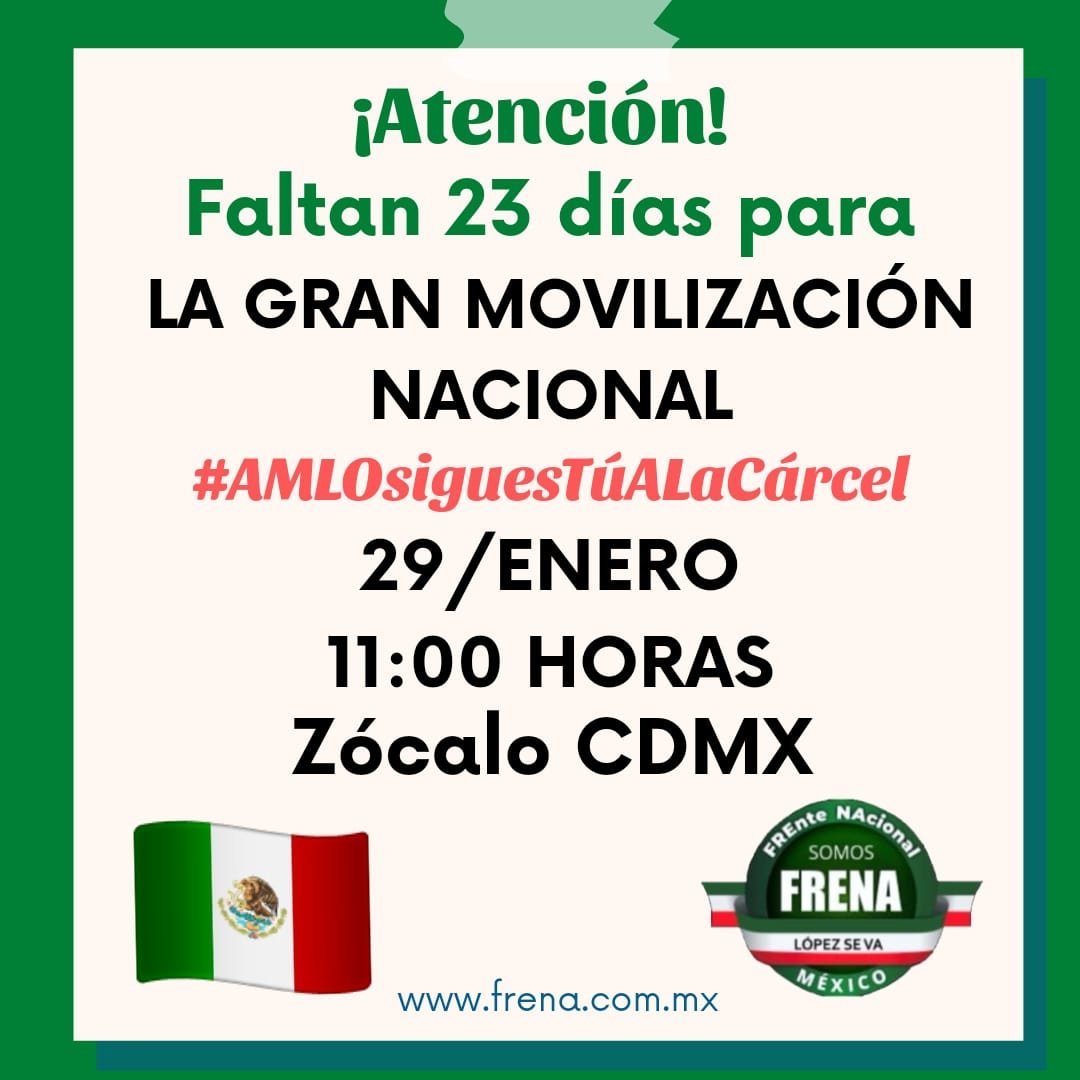 ¡Atención!
Faltan 23 días para
LA GRAN MOVILIZACIÓN
NACIONAL
#AMLOsiguesTúALaCárcel
29/ENERO
11:00 HORAS
Zócalo CDMX
FREnte NAcional
SOMOS
FRENA
LÓPEZ SE VA
MÉXICO
www.frena.com.mx